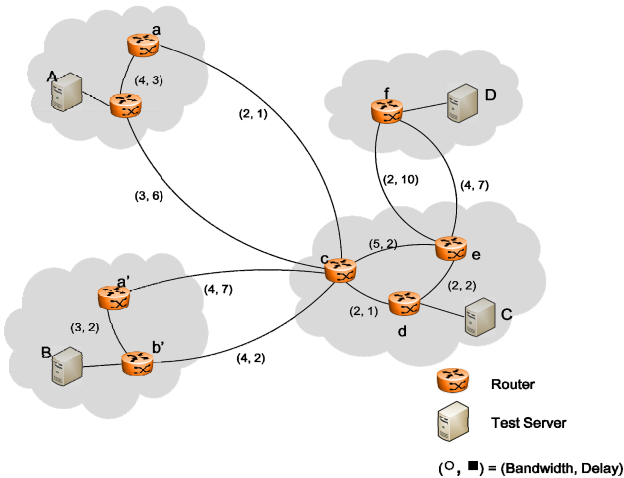 a
A
(4, 3)
(2, 1)
f
D
(2, 10)
(4, 7)
(3, 6)
c
(5, 2)
e
a'
(4, 7)
(2, 2)
(2, 1)
C
d
(3, 2)
B
b'
(4, 2)
Router
Test Server
(○, ■) = (Bandwidth, Delay)